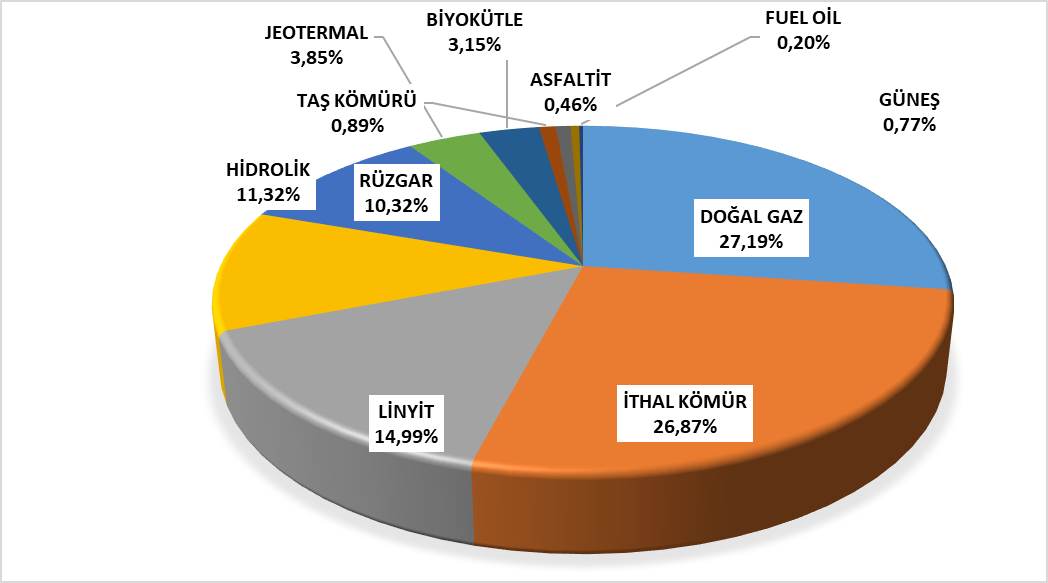 BİYOKÜTLE
3,15%
FUEL OİL
0,20%
JEOTERMAL
3,85%
ASFALTİT
0,46%
TAŞ KÖMÜRÜ
0,89%
GÜNEŞ
0,77%
HİDROLİK
11,32%
RÜZGAR
10,32%
DOĞAL GAZ
27,19%
LİNYİT
14,99%
İTHAL KÖMÜR
26,87%